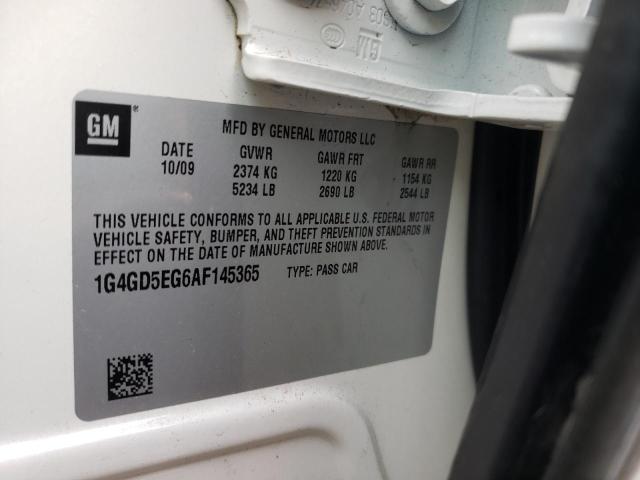 GM
MFD BY GENERAL MOTORS LLC
DATE GVWR GAWR FRT GAWR RR
10/09 2374 KG 1220 KG 1154 KG
5234 LB 2690 LB 2544 LB
THIS VEHICLE CONFORMS TO ALL APPLICABLE U.S. FEDERAL MOTOR
VEHICLE SAFETY, BUMPER, AND THEFT PREVENTION STANDARDS IN
EFFECT ON THE DATE OF MANUFACTURE SHOWN ABOVE.
1G4GD5EG6AF145365 TYPE: PASS CAR